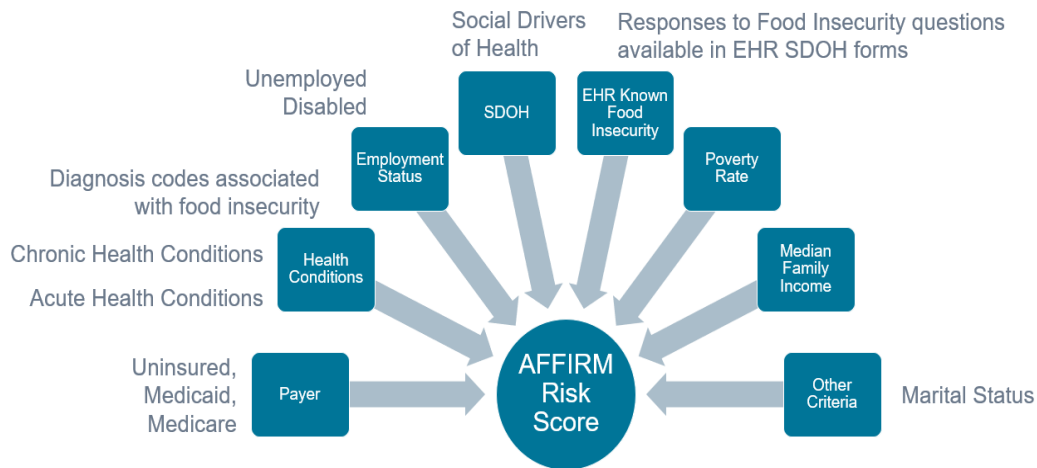 Social Drivers
of Health
Responses to Food Insecurity questions
available in EHR SDOH forms
Unemployed
Disabled
SDOH
EHR Known
Food
Insecurity
Employment
Status
Poverty
Rate
Diagnosis codes associated
with food insecurity
Chronic Health Conditions
Acute Health Conditions
Health
Conditions
Median
Family
Income
Uninsured,
Medicaid,
Medicare
Payer
AFFIRM
Risk
Score
Other
Criteria
Marital Status